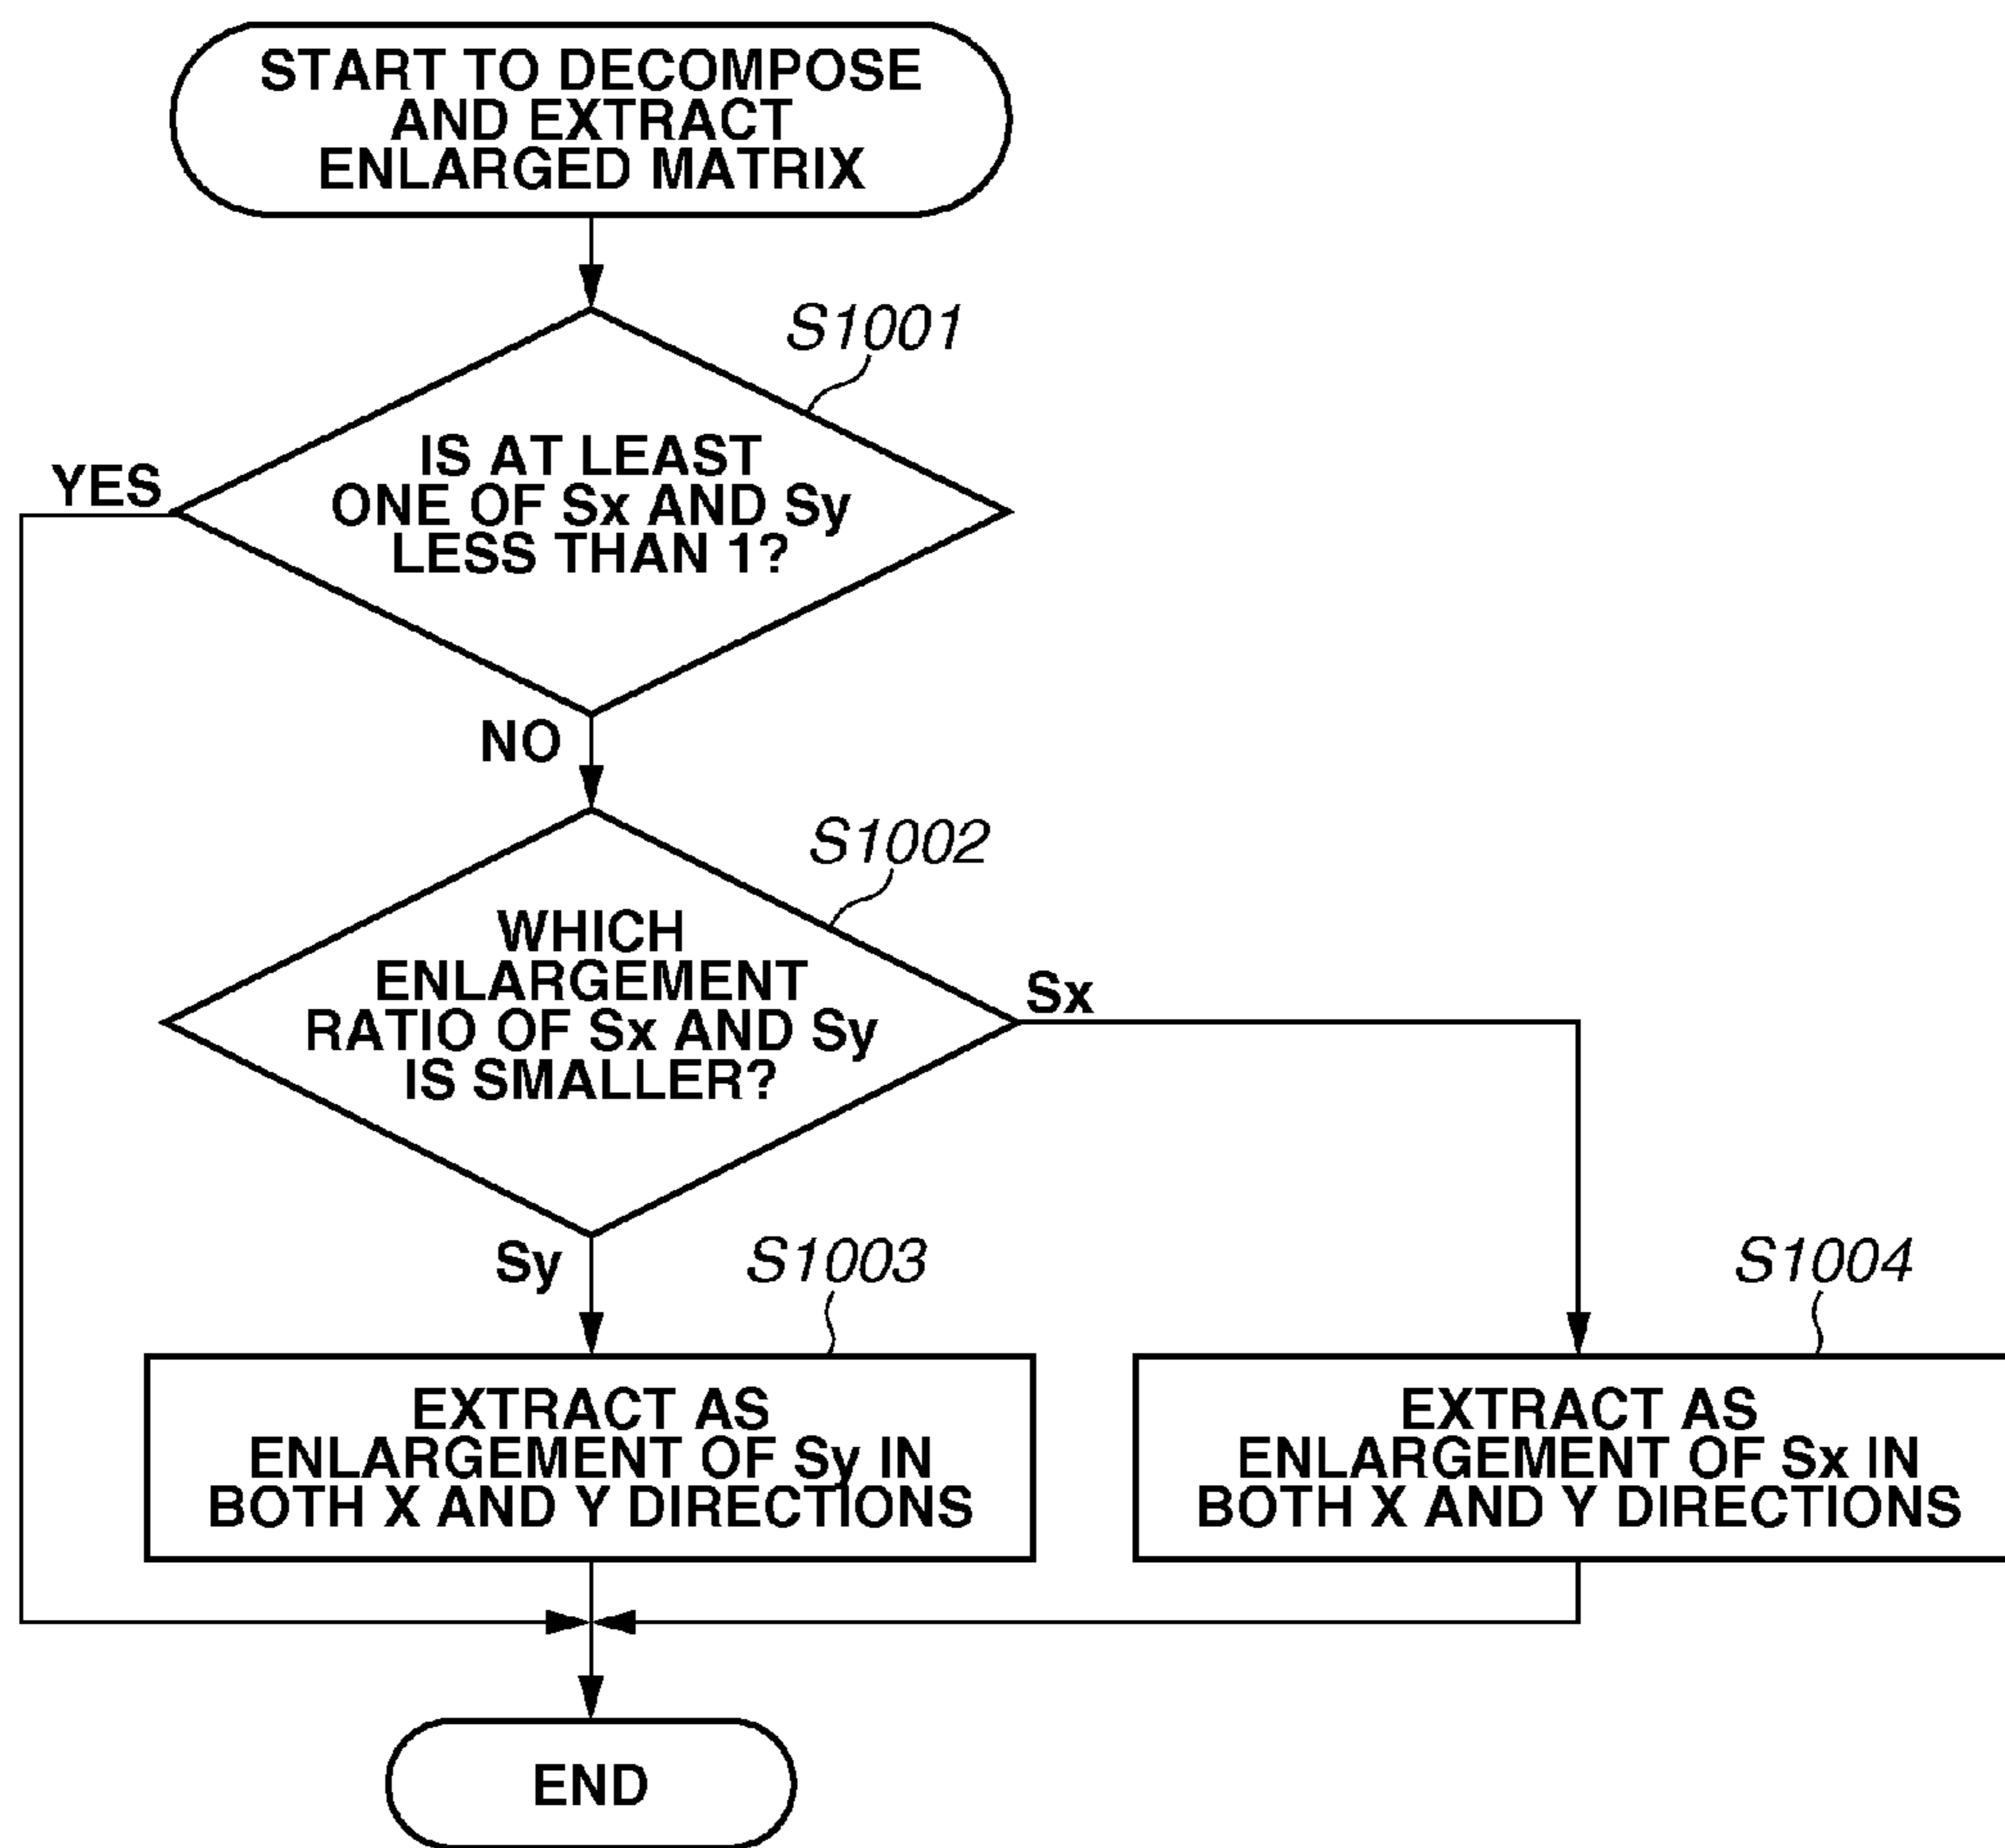 START TO DECOMPOSE
AND EXTRACT
ENLARGED MATRIX
S1001
IS AT LEAST
ONE OF Sx AND Sy
LESS THAN 1?
YES
NO
S1002
WHICH
ENLARGEMENT
RATIO OF Sx AND Sy
IS SMALLER?
Sx
Sy
S1003
S1004
EXTRACT AS
ENLARGEMENT OF Sy IN
BOTH X AND Y DIRECTIONS
EXTRACT AS
ENLARGEMENT OF Sx IN
BOTH X AND Y DIRECTIONS
END